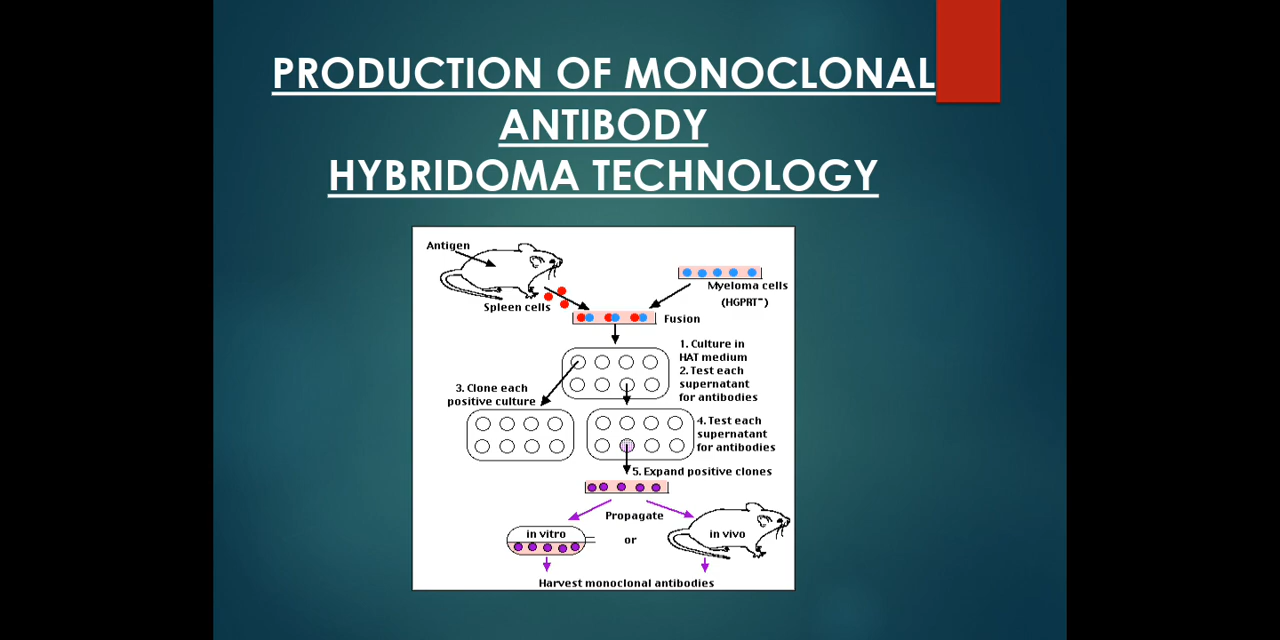 PRODUCTION OF MONOCLONAL
ANTIBODY
HYBRIDOMA TECHNOLOGY
Antigen
Spleen cells
Myeloma cells
(HGPRT⁻)
Fusion
1. Culture in
HAT medium
2. Test each
supernatant
for antibodies
3. Clone each
positive culture
4. Test each
supernatant
for antibodies
5. Expand positive clones
Propagate
in vitro
or
in vivo
Harvest monoclonal antibodies